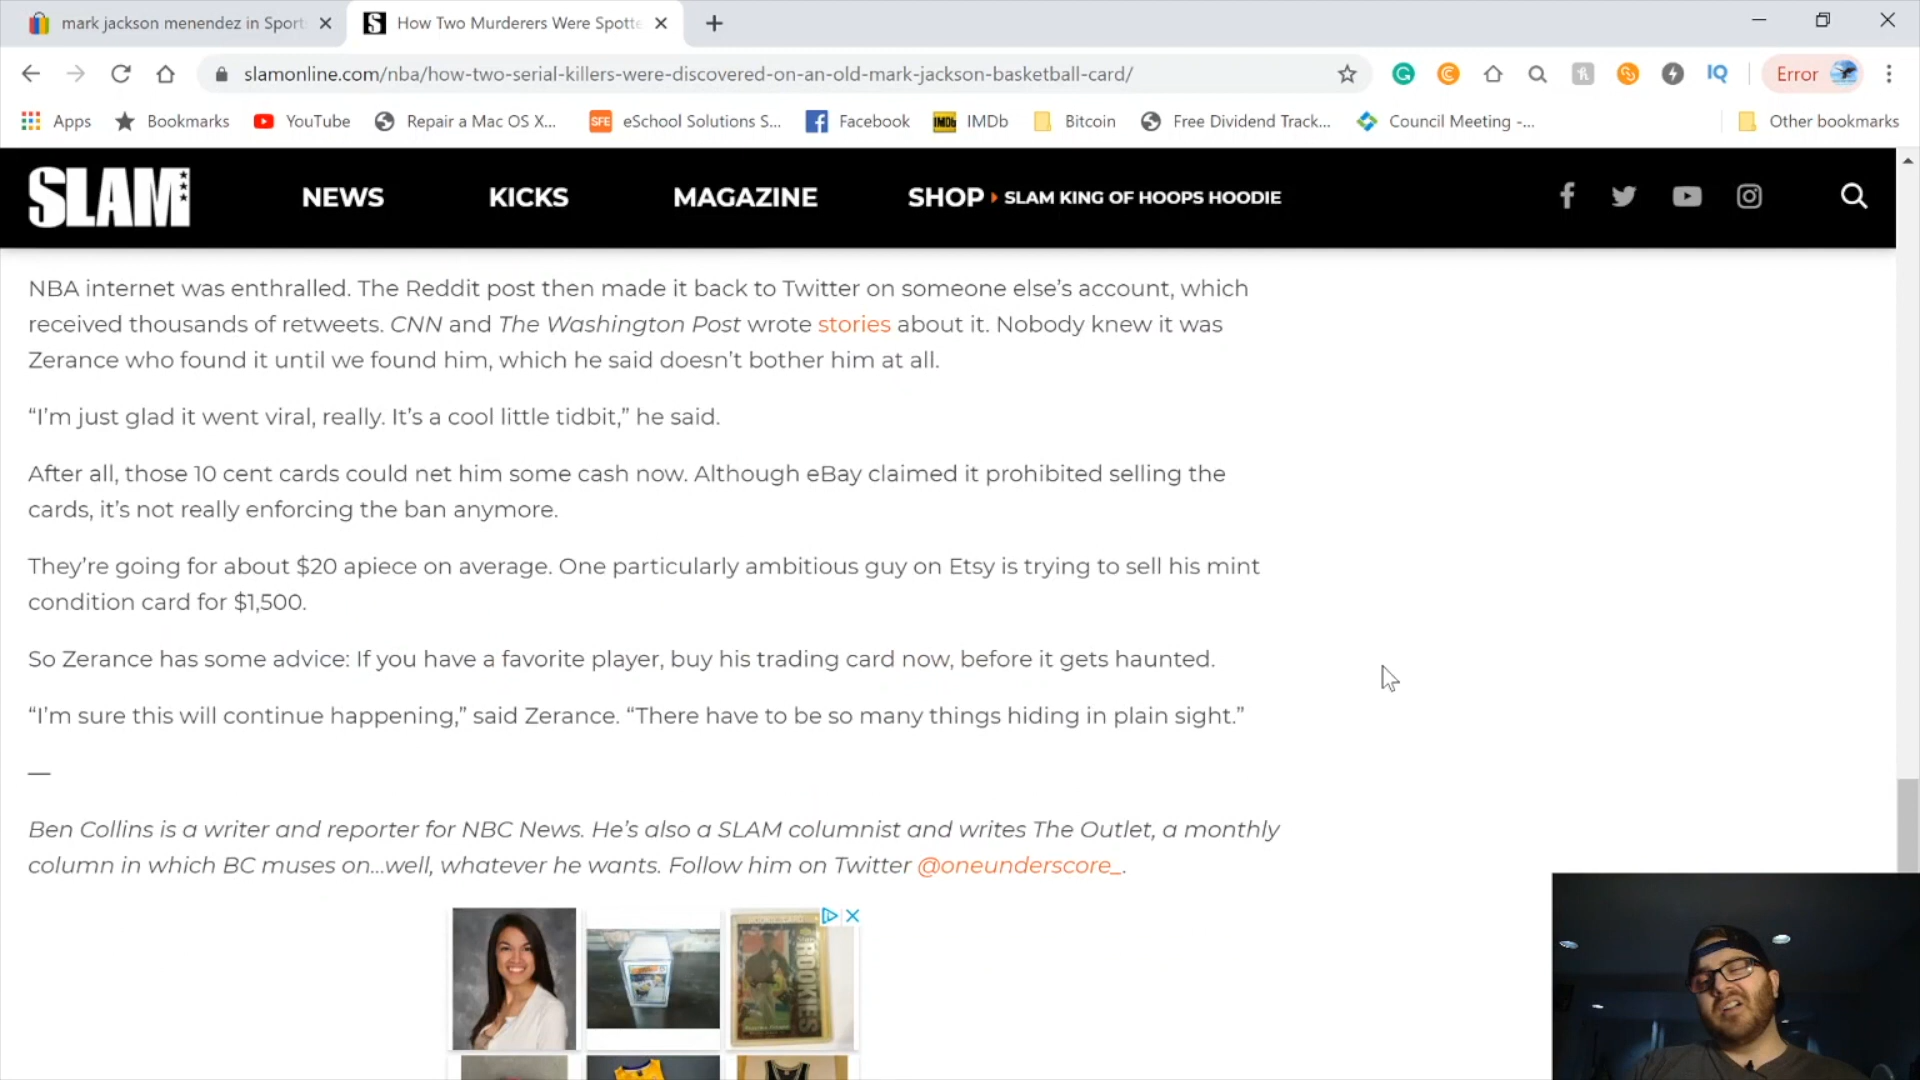 mark jackson menendez in Sport
How Two Murderers Were Spotte
slamonline.com/nba/how-two-serial-killers-were-discovered-on-an-old-mark-jackson-basketball-card/
IQ
Error
Apps
Bookmarks
YouTube
Repair a Mac OS X...
SFE
eSchool Solutions S...
Facebook
IMDb
IMDb
Bitcoin
Free Dividend Track...
Council Meeting -...
Other bookmarks
SLAM
NEWS
KICKS
MAGAZINE
SHOP
SLAM KING OF HOOPS HOODIE
NBA internet was enthralled. The Reddit post then made it back to Twitter on someone else’s account, which
received thousands of retweets. CNN and The Washington Post wrote stories about it. Nobody knew it was
Zerance who found it until we found him, which he said doesn’t bother him at all.
“I’m just glad it went viral, really. It’s a cool little tidbit,” he said.
After all, those 10 cent cards could net him some cash now. Although eBay claimed it prohibited selling the
cards, it’s not really enforcing the ban anymore.
They’re going for about $20 apiece on average. One particularly ambitious guy on Etsy is trying to sell his mint
condition card for $1,500.
So Zerance has some advice: If you have a favorite player, buy his trading card now, before it gets haunted.
“I’m sure this will continue happening,” said Zerance. “There have to be so many things hiding in plain sight.”
—
Ben Collins is a writer and reporter for NBC News. He’s also a SLAM columnist and writes The Outlet, a monthly
column in which BC muses on…well, whatever he wants. Follow him on Twitter @oneunderscore_.
ROOKIES